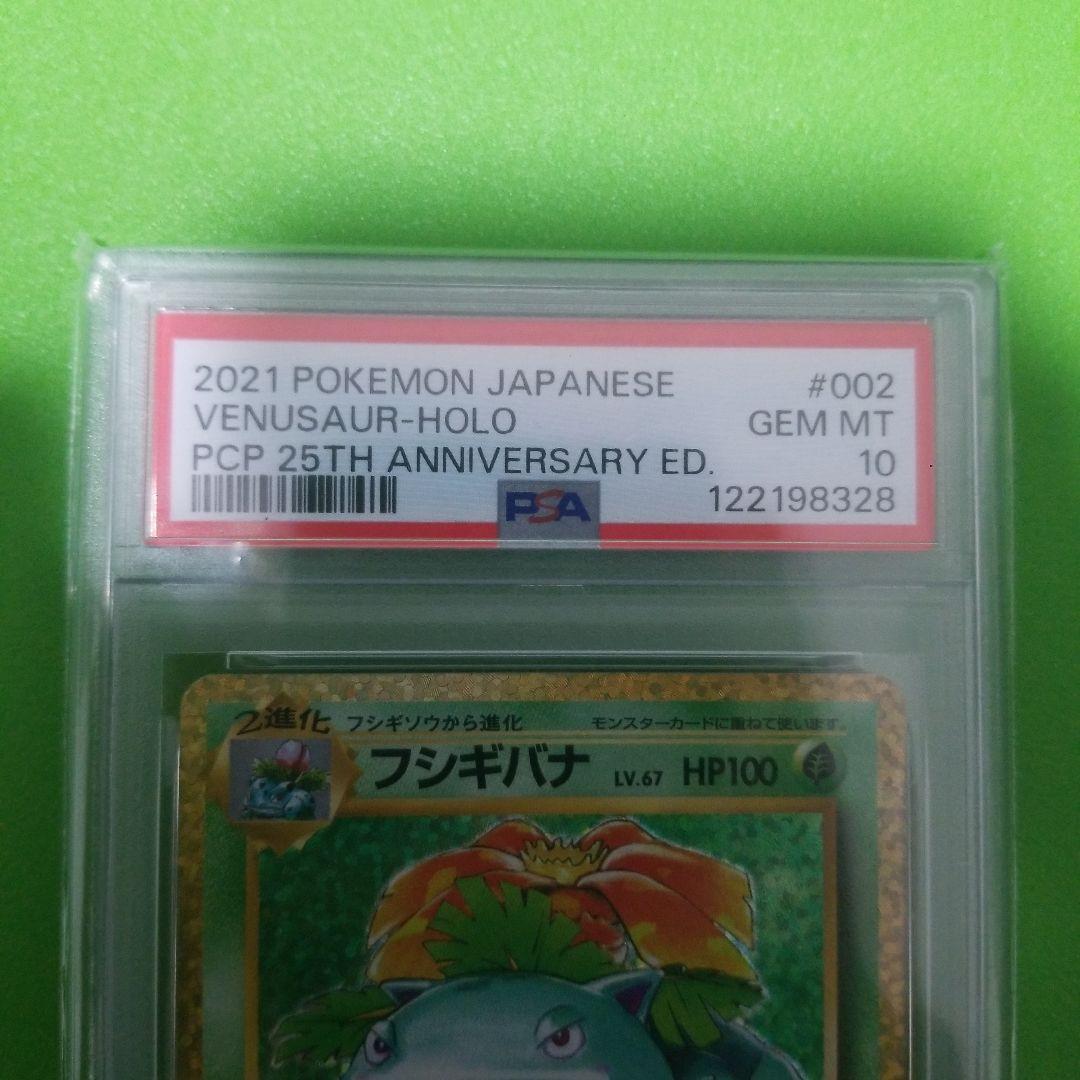 2021 POKEMON JAPANESE #002
VENUSAUR-HOLO GEM MT
PCP 25TH ANNIVERSARY ED. 10
PSA 122198328
2進化 フシギソウから進化 モンスターカードに重ねて使います。
フシギバナ LV.67 HP100